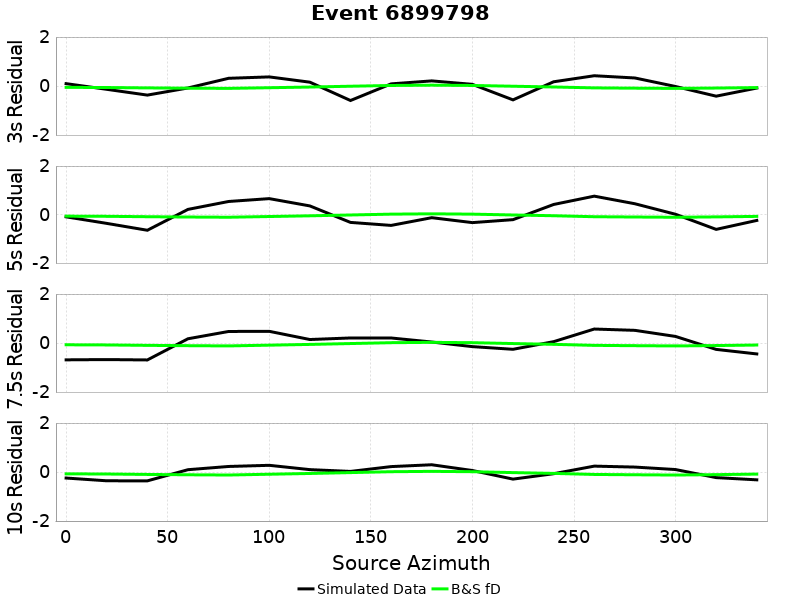 Event 6899798
3s Residual
2
0
-2
5s Residual
2
0
-2
7.5s Residual
2
0
-2
10s Residual
2
0
-2
0 50 100 150 200 250 300
Source Azimuth
Simulated Data B&S fD